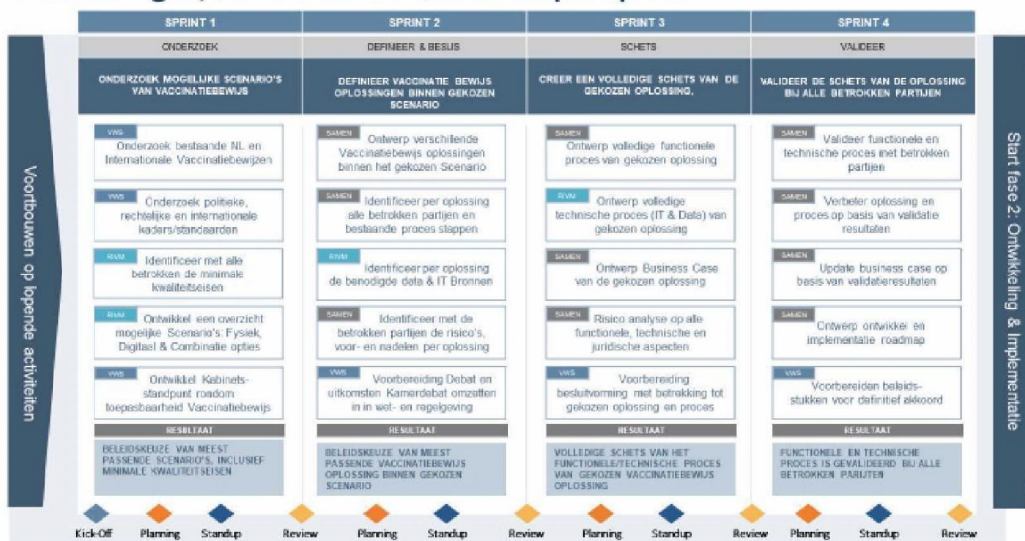 SPRINT 1
SPRINT 2
SPRINT 3
SPRINT 4
ONDERZOEK
DEFINIEER & BESLIS
SCHETS
VALIDEER
ONDERZOEK MOGELIJKE SCENARIO'S
VAN VACCINATIEBEWIJS
DEFINIEER VACCINATIE BEWIJS
OPLOSSINGEN BINNEN GEKOZEN
SCENARIO
CREËER EEN VOLLEDIGE SCHETS VAN DE
GEKOZEN OPLOSSING.
VALIDEER DE SCHETS VAN DE OPLOSSING
BIJ ALLE BETROKKEN PARTIJEN
Voortbouwen op lopende activiteiten
VWS
Onderzoek bestaande NL en
Internationale Vaccinatiebewijzen
VWS
Onderzoek politieke,
rechtelijke en internationale
kaders/standaarden
RIVM
Identificeer met alle
betrokken de minimale
kwaliteitseisen
RIVM
Ontwikkel een overzicht
mogelijke Scenario's: Fysiek,
Digitaal & Combinatie opties
VWS
Ontwikkel Kabinets-
standpunt rondom
toepasbaarheid Vaccinatiebewijs
RESULTAAT
BELEIDSKEUZE VAN MEEST
PASSENDE SCENARIO'S, INCLUSIEF
MINIMALE KWALITEITSEISEN
SAMEN
Ontwerp verschillende
Vaccinatiebewijs oplossingen
binnen het gekozen Scenario
SAMEN
Identificeer per oplossing
alle betrokken partijen en
bestaande proces stappen
RIVM
Identificeer per oplossing
de benodigde data & IT Bronnen
SAMEN
Identificeer met de
betrokken partijen de risico's,
voor- en nadelen per oplossing
VWS
Voorbereiding Debat en
uitkomsten Kamerdebat omzetten
in in wet- en regelgeving
RESULTAAT
BELEIDSKEUZE VAN MEEST
PASSENDE VACCINATIEBEWIJS
OPLOSSING BINNEN GEKOZEN
SCENARIO
SAMEN
Ontwerp volledige functionele
proces van gekozen oplossing
RIVM
Ontwerp volledige
technische proces (IT & Data) van
gekozen oplossing
SAMEN
Ontwerp Business Case
van de gekozen oplossing
SAMEN
Risico analyse op alle
functionele, technische en
juridische aspecten
VWS
Voorbereiding
besluitvorming met betrekking tot
gekozen oplossing en proces
RESULTAAT
VOLLEDIGE SCHETS VAN HET
FUNCTIONELE/TECHNISCHE PROCES
VAN GEKOZEN VACCINATIEBEWIJS
OPLOSSING
SAMEN
Valideer functionele en
technische proces met betrokken
partijen
SAMEN
Verbeter oplossing en
proces op basis van validatie
resultaten
SAMEN
Update business case op
basis van validatieresultaten
SAMEN
Ontwerp ontwikkel en
implementatie roadmap
VWS
Voorbereiden beleids-
stukken voor definitief akkoord
RESULTAAT
FUNCTIONELE EN TECHNISCHE
PROCES IS GEVALIDEERD BIJ ALLE
BETROKKEN PARIJTEN
Start fase 2: Ontwikkeling & Implementatie
Kick-Off
Planning
Standup
Review
Planning
Standup
Review
Planning
Standup
Review
Planning
Standup
Review